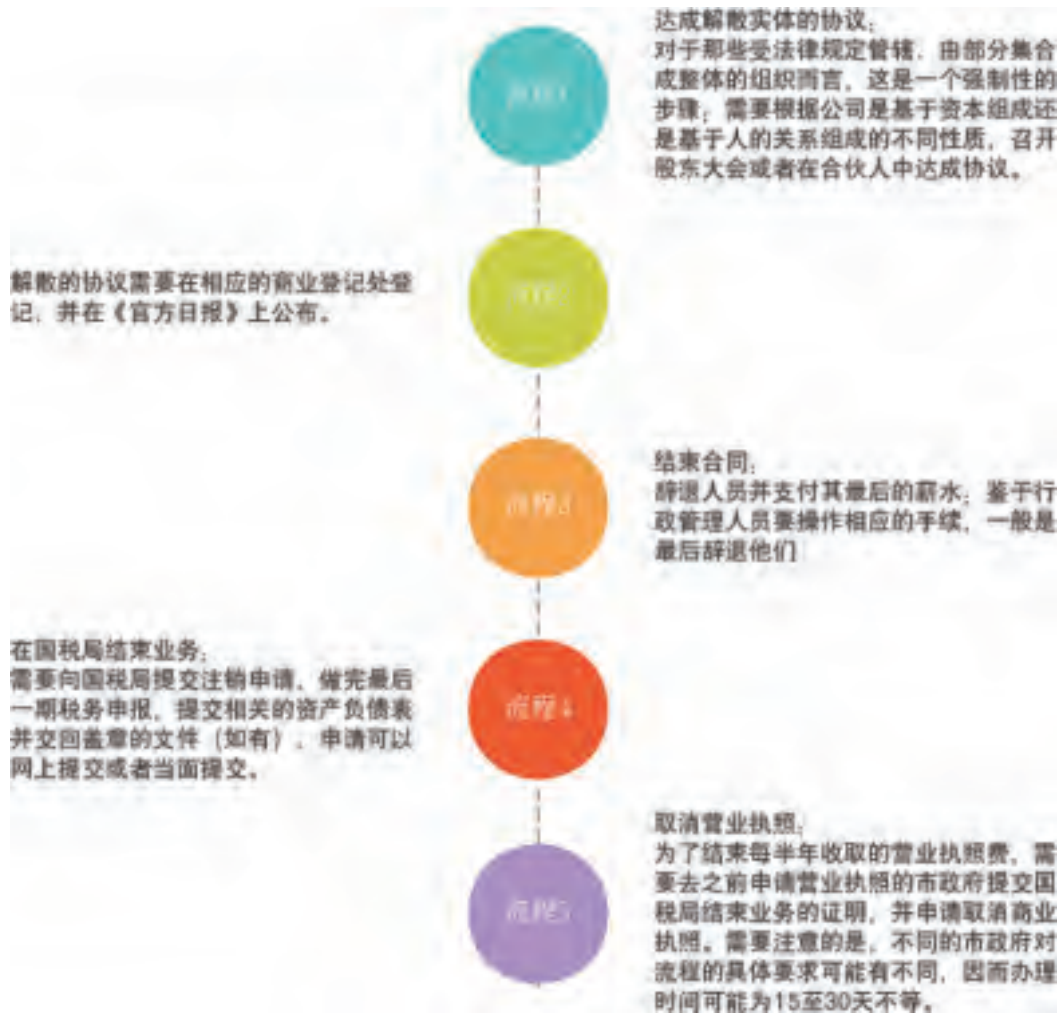 流程1
达成解散实体的协议：
对于那些受法律规定管辖，由部分集合
成整体的组织而言，这是一个强制性的
步骤；需要根据公司是基于资本组成还
是基于人的关系组成的不同性质，召开
股东大会或者在合伙人中达成协议。
流程2
解散的协议需要在相应的商业登记处登
记，并在《官方日报》上公布。
流程3
结束合同：
辞退人员并支付其最后的薪水；鉴于行
政管理人员要操作相应的手续，一般是
最后辞退他们
流程4
在国税局结束业务：
需要向国税局提交注销申请，做完最后
一期税务申报，提交相关的资产负债表
并交回盖章的文件（如有），申请可以
网上提交或者当面提交。
流程5
取消营业执照：
为了结束每半年收取的营业执照费，需
要去之前申请营业执照的市政府提交国
税局结束业务的证明，并申请取消商业
执照。需要注意的是，不同的市政府对
流程的具体要求可能有不同，因而办理
时间可能为15至30天不等。